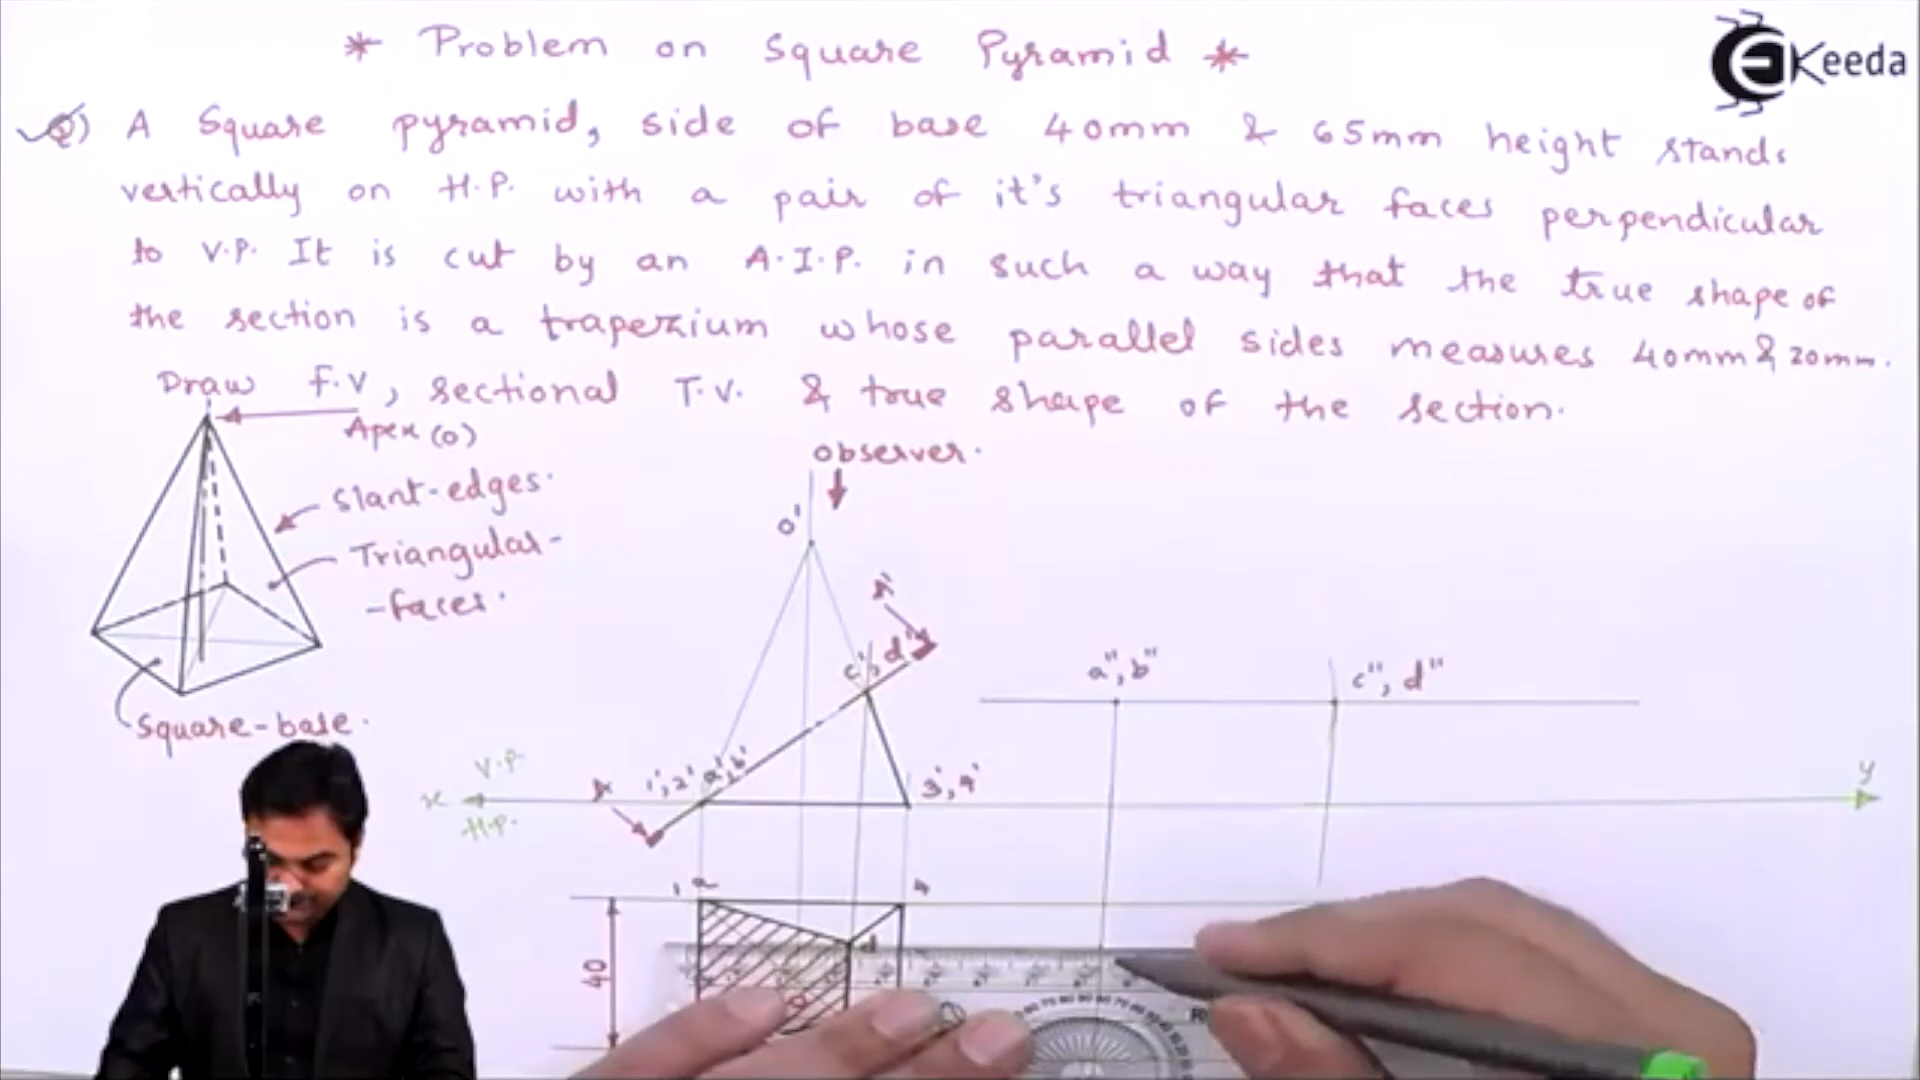 * Problem on Square Pyramid *
EKeeda
Q) A Square pyramid, side of base 40mm & 65mm height stands
vertically on H.P. with a pair of it's triangular faces perpendicular
to V.P. It is cut by an A.I.P. in such a way that the true shape of
the section is a trapezium whose parallel sides measures 40mm & 20mm.
Draw F.V, sectional T.V. & true shape of the section.
Apex (o)
Slant-edges.
Triangular-
-faces.
Square-base.
observer.
o'
A'
c', d'
a", b"
c", d"
V.P
x
H.P.
A
1', 2' a', b'
3', 4'
y
1 a
4
d
40